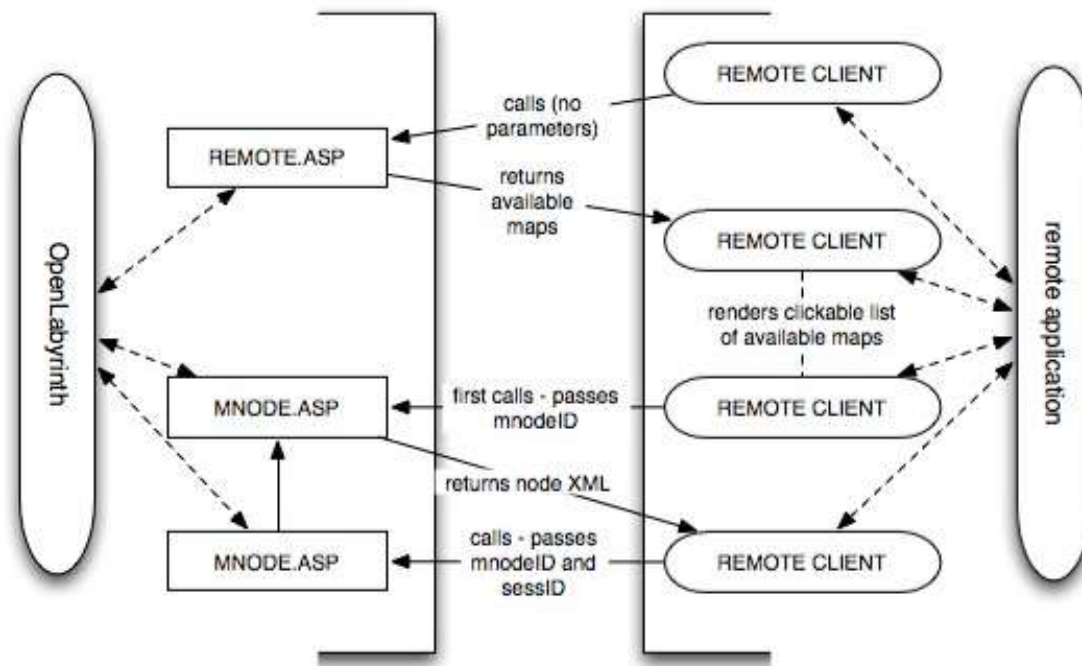 REMOTE CLIENT
calls (no
parameters)
REMOTE.ASP
returns
available
maps
REMOTE CLIENT
OpenLabyrinth
remote application
renders clickable list
of available maps
MNODE.ASP
first calls - passes
mnodeID
REMOTE CLIENT
returns node XML
MNODE.ASP
calls - passes
mnodeID and
sessID
REMOTE CLIENT